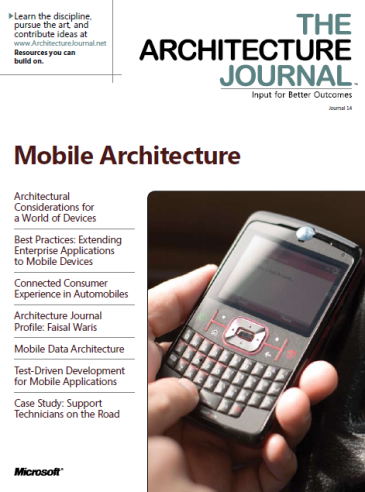 Learn the discipline,
pursue the art, and
contribute ideas at
www.ArchitectureJournal.net
Resources you can
build on.
THE
ARCHITECTURE
JOURNAL™
Input for Better Outcomes
Journal 14
Mobile Architecture
Architectural
Considerations for
a World of Devices
Best Practices: Extending
Enterprise Applications
to Mobile Devices
Connected Consumer
Experience in Automobiles
Architecture Journal
Profile: Faisal Waris
Mobile Data Architecture
Test-Driven Development
for Mobile Applications
Case Study: Support
Technicians on the Road
Microsoft®